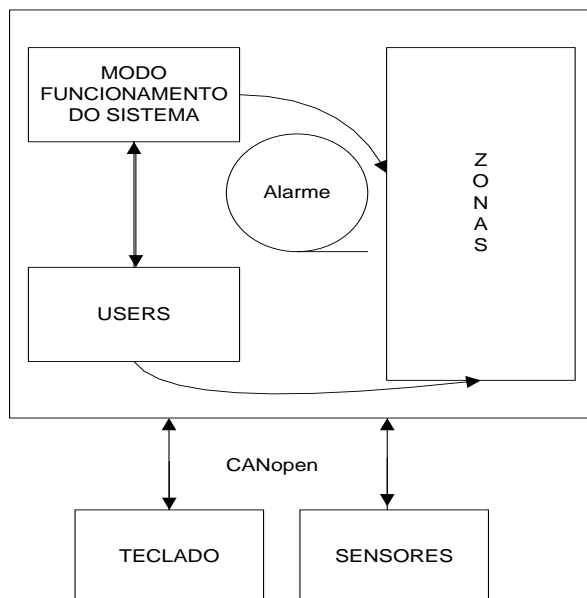 MODO
FUNCIONAMENTO
DO SISTEMA
Alarme
Z
O
N
A
S
USERS
CANopen
TECLADO
SENSORES